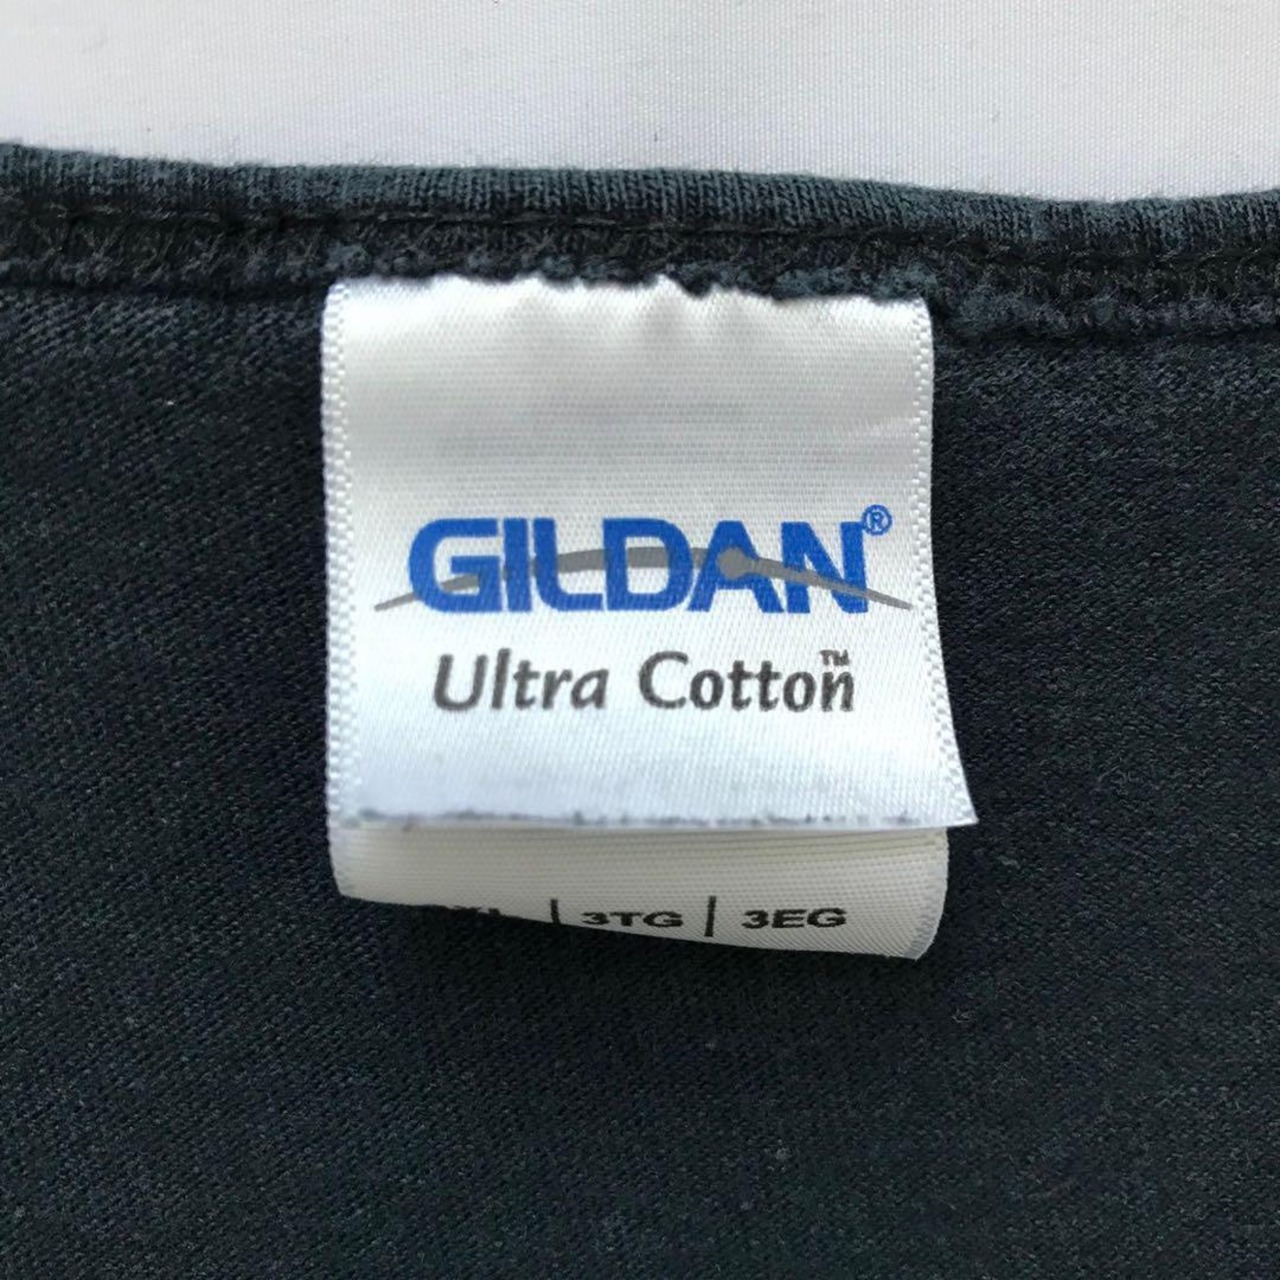 GILDAN®
Ultra Cotton™
| 3TG | 3EG